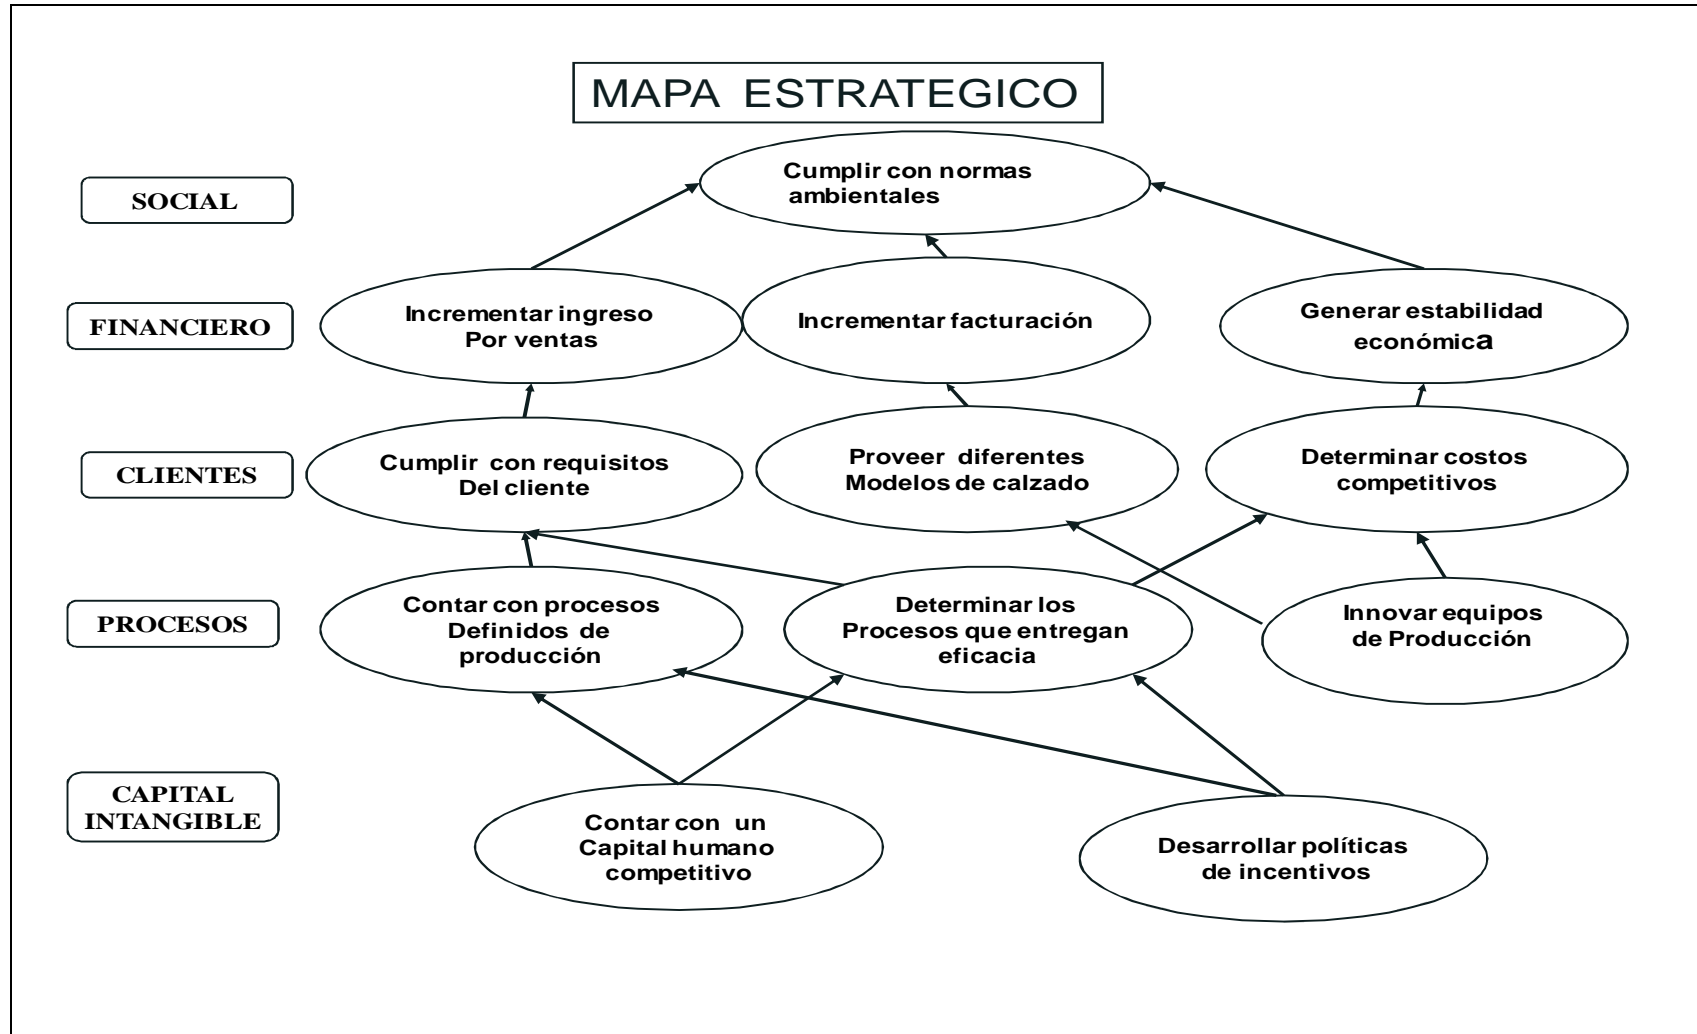 MAPA ESTRATEGICO
SOCIAL
Cumplir con normas
ambientales
FINANCIERO
Incrementar ingreso
Por ventas
Incrementar facturación
Generar estabilidad
económica
CLIENTES
Cumplir con requisitos
Del cliente
Proveer diferentes
Modelos de calzado
Determinar costos
competitivos
PROCESOS
Contar con procesos
Definidos de
producción
Determinar los
Procesos que entregan
eficacia
Innovar equipos
de Producción
CAPITAL
INTANGIBLE
Contar con un
Capital humano
competitivo
Desarrollar políticas
de incentivos